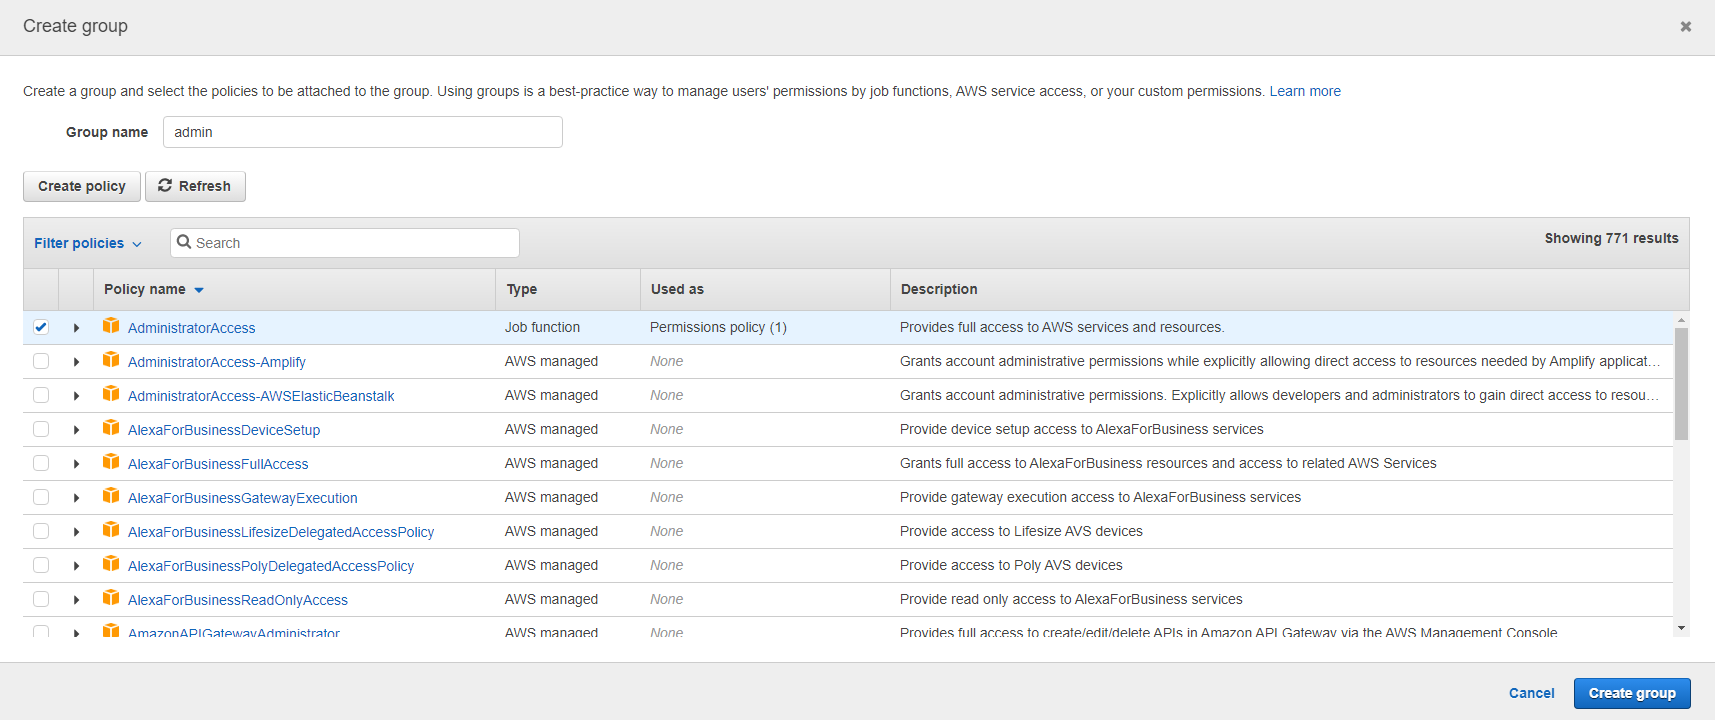 Create group
Create a group and select the policies to be attached to the group. Using groups is a best-practice way to manage users' permissions by job functions, AWS service access, or your custom permissions. Learn more
Group name admin
Create policy Refresh
Filter policies Search Showing 771 results
Policy name Type Used as Description
AdministratorAccess Job function Permissions policy (1) Provides full access to AWS services and resources.
AdministratorAccess-Amplify AWS managed None Grants account administrative permissions while explicitly allowing direct access to resources needed by Amplify applicat...
AdministratorAccess-AWSElasticBeanstalk AWS managed None Grants account administrative permissions. Explicitly allows developers and administrators to gain direct access to resou...
AlexaForBusinessDeviceSetup AWS managed None Provide device setup access to AlexaForBusiness services
AlexaForBusinessFullAccess AWS managed None Grants full access to AlexaForBusiness resources and access to related AWS Services
AlexaForBusinessGatewayExecution AWS managed None Provide gateway execution access to AlexaForBusiness services
AlexaForBusinessLifesizeDelegatedAccessPolicy AWS managed None Provide access to Lifesize AVS devices
AlexaForBusinessPolyDelegatedAccessPolicy AWS managed None Provide access to Poly AVS devices
AlexaForBusinessReadOnlyAccess AWS managed None Provide read only access to AlexaForBusiness services
AmazonAPIGatewayAdministrator AWS managed None Provides full access to create/edit/delete APIs in Amazon API Gateway via the AWS Management Console
Cancel Create group